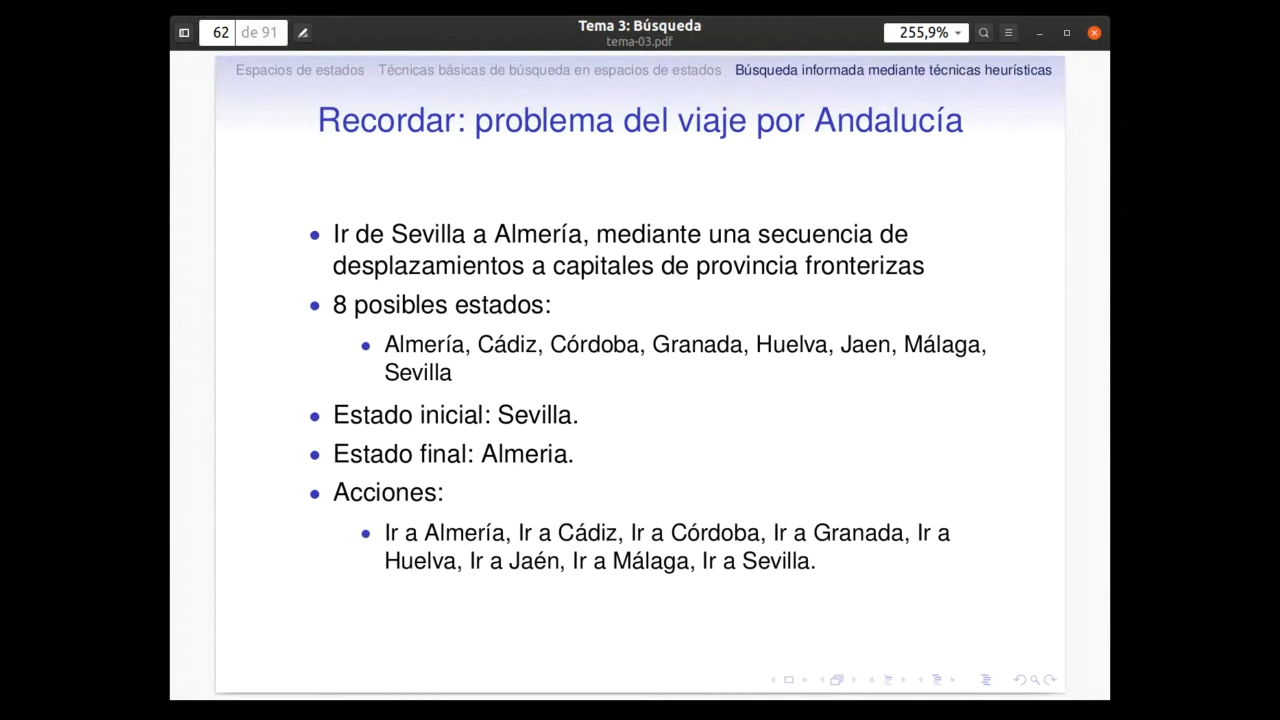 62 de 91
Tema 3: Búsqueda
tema-03.pdf
255,9%
Espacios de estados Técnicas básicas de búsqueda en espacios de estados Búsqueda informada mediante técnicas heurísticas
Recordar: problema del viaje por Andalucía
• Ir de Sevilla a Almería, mediante una secuencia de
desplazamientos a capitales de provincia fronterizas
• 8 posibles estados:
• Almería, Cádiz, Córdoba, Granada, Huelva, Jaen, Málaga,
Sevilla
• Estado inicial: Sevilla.
• Estado final: Almeria.
• Acciones:
• Ir a Almería, Ir a Cádiz, Ir a Córdoba, Ir a Granada, Ir a
Huelva, Ir a Jaén, Ir a Málaga, Ir a Sevilla.